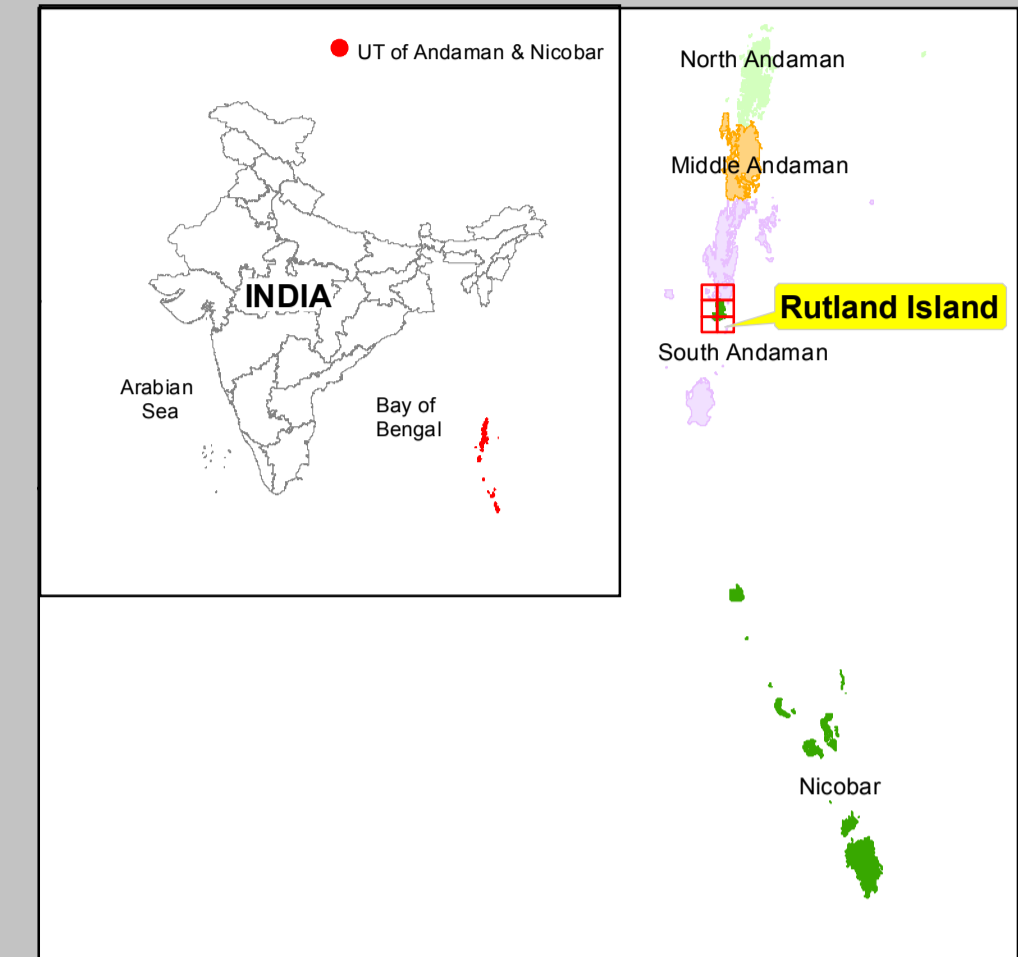 UT of Andaman & Nicobar
INDIA
Arabian
Sea
Bay of
Bengal
North Andaman
Middle Andaman
Rutland Island
South Andaman
Nicobar